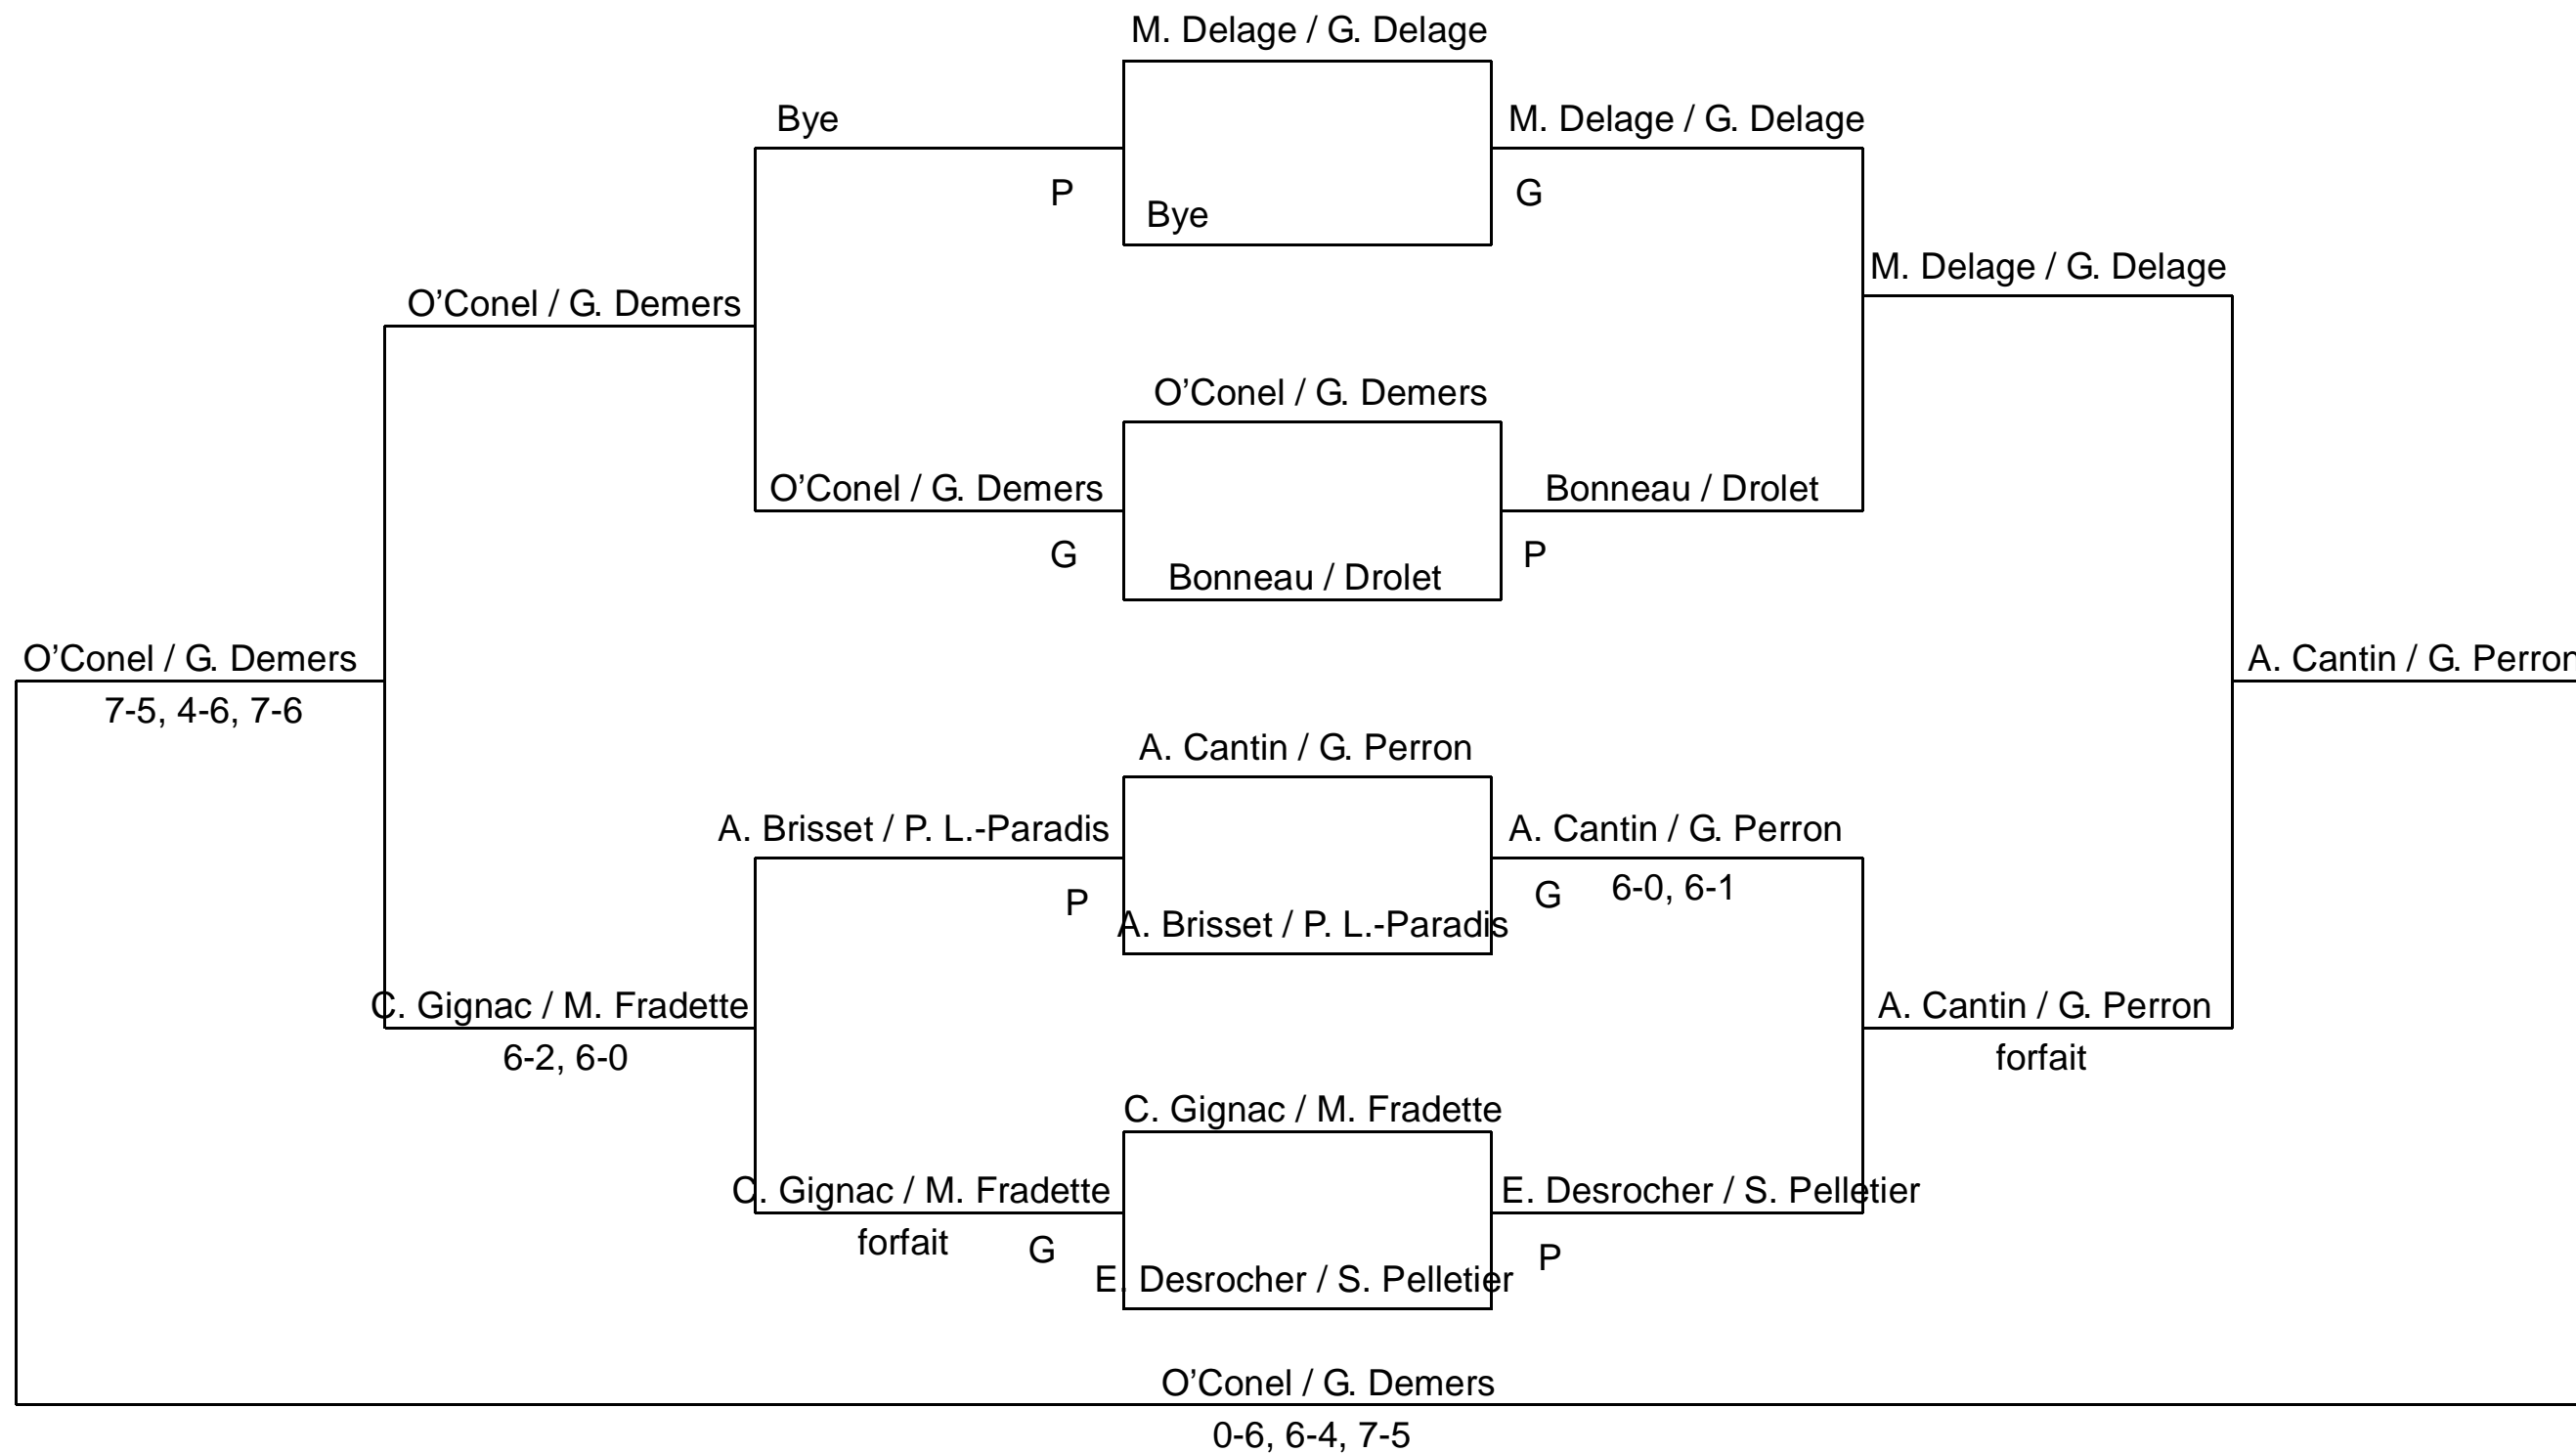 M. Delage / G. Delage
Bye
M. Delage / G. Delage
P
G
Bye
M. Delage / G. Delage
O’Conel / G. Demers
O’Conel / G. Demers
O’Conel / G. Demers
Bonneau / Drolet
G
P
Bonneau / Drolet
O’Conel / G. Demers
A. Cantin / G. Perron
7-5, 4-6, 7-6
A. Cantin / G. Perron
A. Brisset / P. L.-Paradis
A. Cantin / G. Perron
P
G
6-0, 6-1
A. Brisset / P. L.-Paradis
C. Gignac / M. Fradette
A. Cantin / G. Perron
6-2, 6-0
forfait
C. Gignac / M. Fradette
C. Gignac / M. Fradette
E. Desrocher / S. Pelletier
forfait
G
P
E. Desrocher / S. Pelletier
O’Conel / G. Demers
0-6, 6-4, 7-5